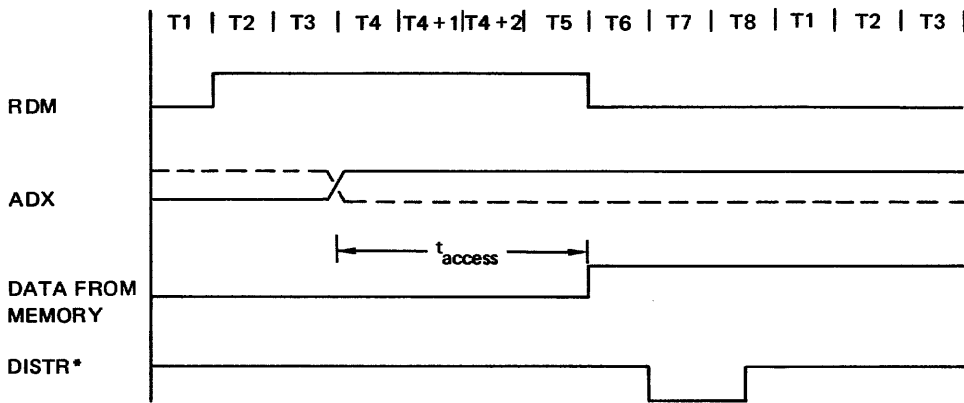 T1 | T2 | T3 | T4 |T4 + 1|T4 + 2| T5 | T6 | T7 | T8 | T1 | T2 | T3 |
RDM
ADX
t access
DATA FROM
MEMORY
DISTR*